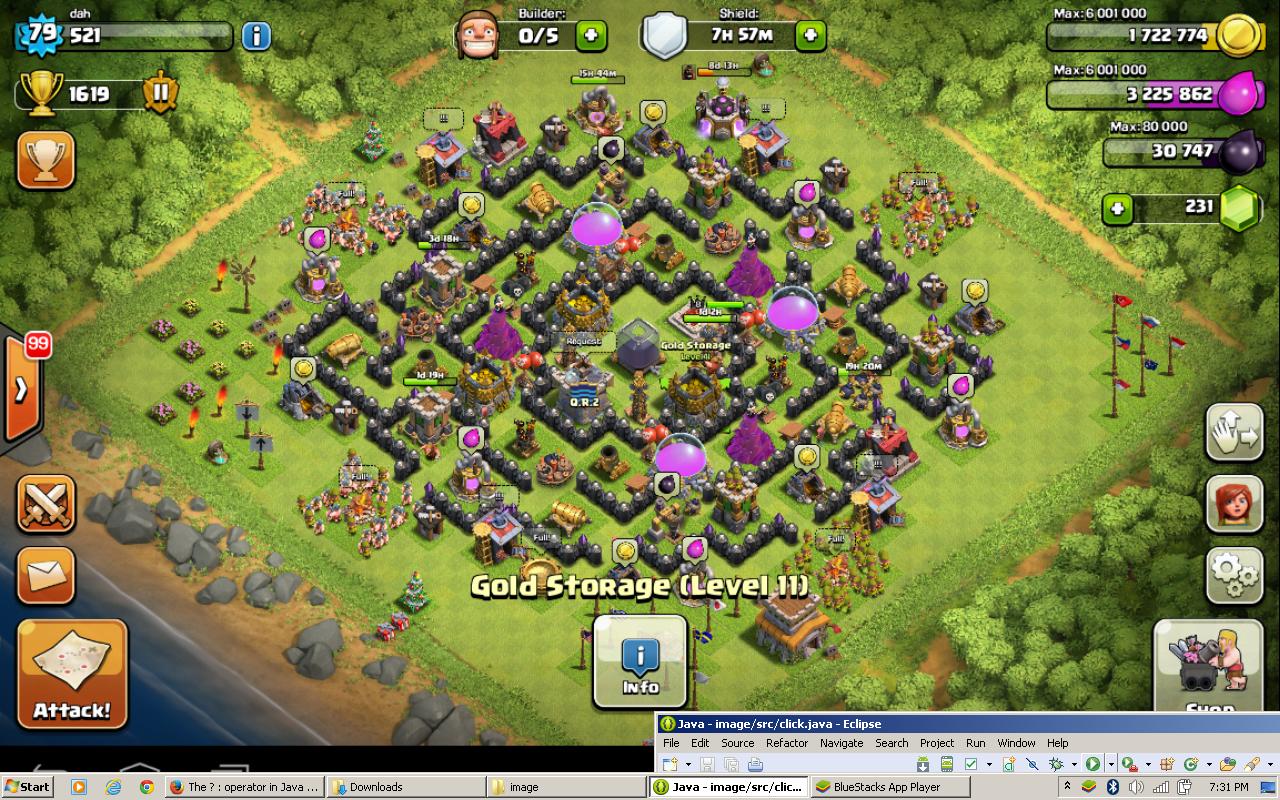 dah
79
521
Builder:
0/5
Shield:
7H 57M
Max: 6 001 000
1 722 774
Max: 6 001 000
3 225 862
Max: 80 000
30 747
231
1619
II
15H 44M
8d 13H
!!!
!!!
Full!
Full!
3d 18H
1d 2H
Request
Gold Storage
Level 11
99
1d 19H
19H 20M
Q.R.2
!!!
Full!
!!!
Full!
Full!
Gold Storage (Level 11)
Info
Attack!
Shop
Java - image/src/click.java - Eclipse
File Edit Source Refactor Navigate Search Project Run Window Help
Start
The ? : operator in Java ...
Downloads
image
Java - image/src/clic...
BlueStacks App Player
7:31 PM